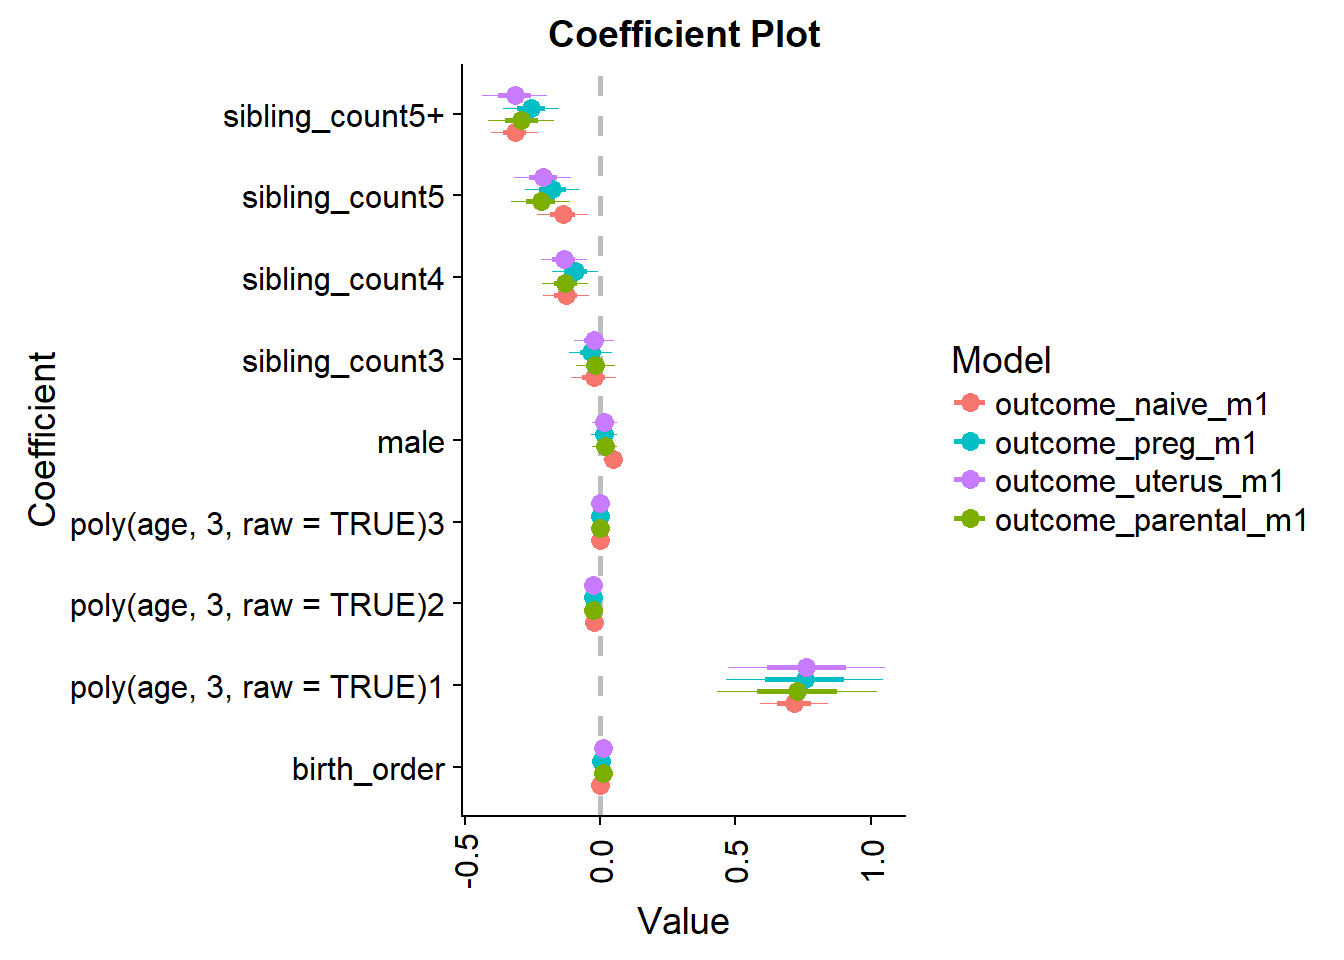 Coefficient Plot
Coefficient
sibling_count5+
sibling_count5
sibling_count4
sibling_count3
male
poly(age, 3, raw = TRUE)3
poly(age, 3, raw = TRUE)2
poly(age, 3, raw = TRUE)1
birth_order
-0.5
0.0
0.5
1.0
Value
Model
outcome_naive_m1
outcome_preg_m1
outcome_uterus_m1
outcome_parental_m1